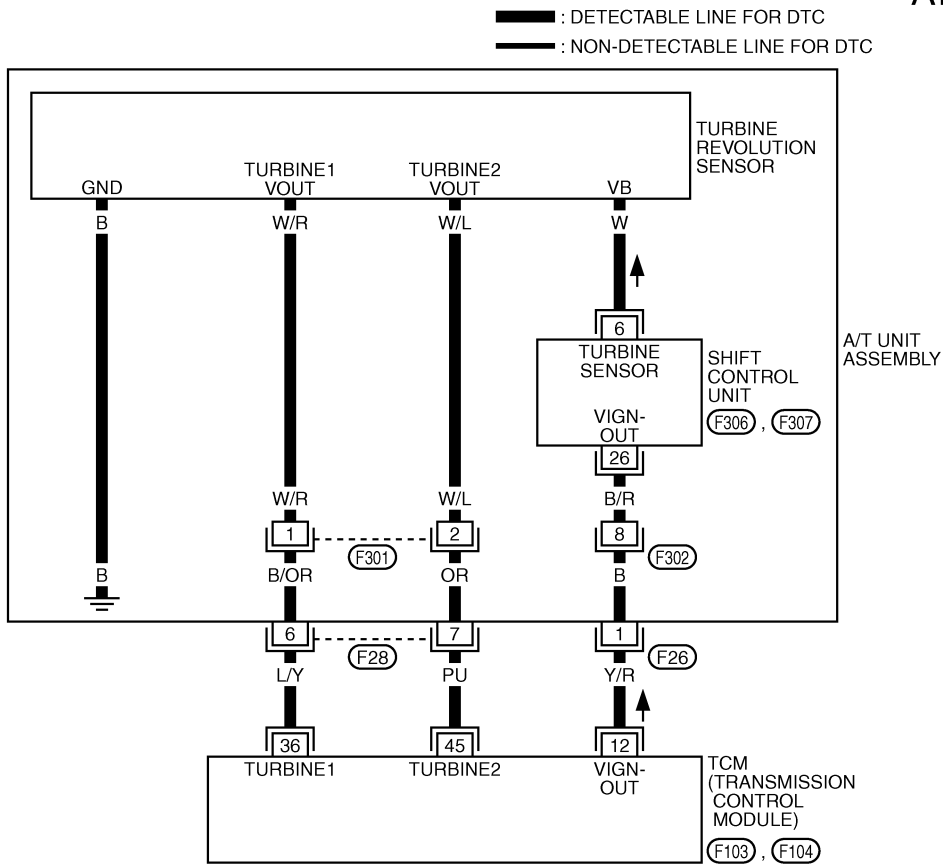 : DETECTABLE LINE FOR DTC
: NON-DETECTABLE LINE FOR DTC
TURBINE
REVOLUTION
SENSOR
TURBINE1 TURBINE2
GND VOUT VOUT VB
B W/R W/L W
6
TURBINE
SENSOR
VIGN-
OUT
26
SHIFT
CONTROL
UNIT
F306 , F307
A/T UNIT
ASSEMBLY
W/R W/L B/R
1 2 8
F301 F302
B B/OR OR B
6 7 1
F28 F26
L/Y PU Y/R
36 45 12
TURBINE1 TURBINE2 VIGN-
OUT
TCM
(TRANSMISSION
CONTROL
MODULE)
F103 , F104